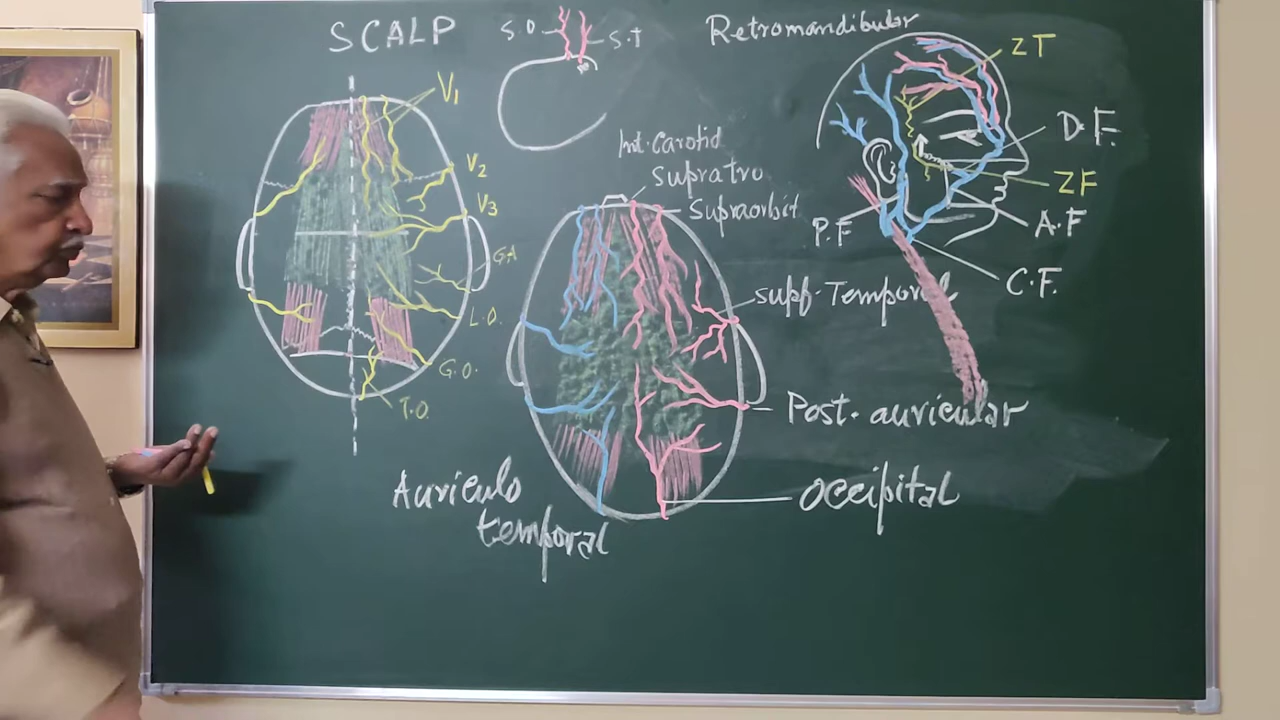 SCALP
S.O
S.T
Retromandibular
ZT
V1
D.F.
Int. Carotid
V2
Supratro
ZF
V3
Supraorbit
P.F
A.F
G.A
C.F.
Supf. Temporal
L.O.
G.O.
T.O.
Post. auricular
Auriculo
temporal
Occipital